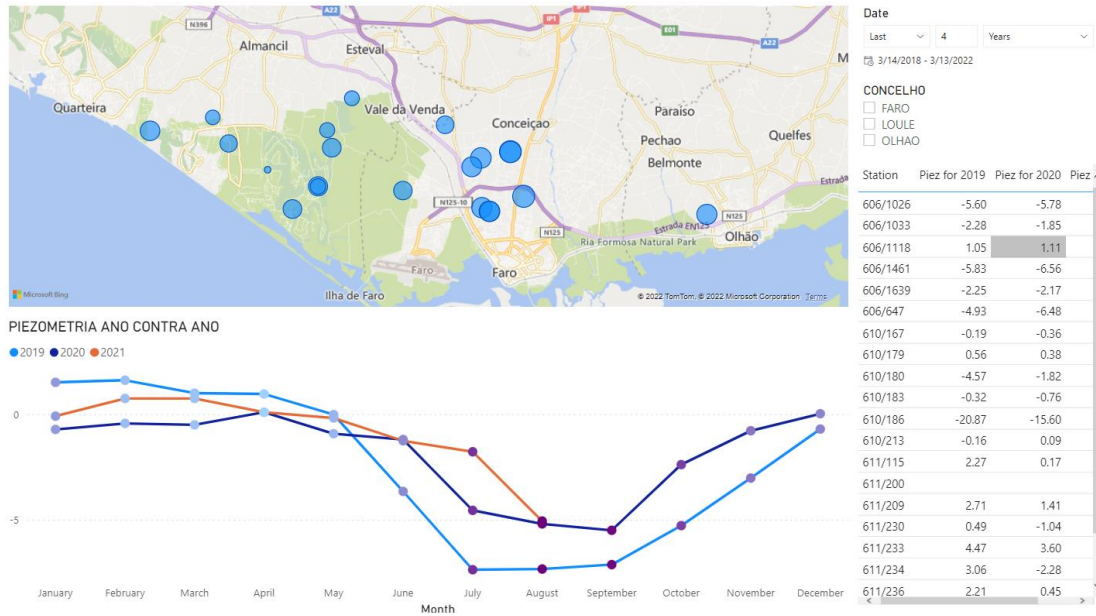 A22
IP1
N396
E01
A22
Almancil
Esteval
M
Quarteira
Vale da Venda
Conceiçao
Paraiso
Pechao
Quelfes
Belmonte
N125-10
Estrada
Estrada EN125
N125
N125
Olhão
Ria Formosa Natural Park
Faro
Faro
Microsoft Bing
Ilha de Faro
© 2022 TomTom, © 2022 Microsoft Corporation Terms
Date
Last 4 Years
3/14/2018 - 3/13/2022
CONCELHO
FARO
LOULE
OLHAO
Station Piez for 2019 Piez for 2020 Piez
606/1026 -5.60 -5.78
606/1033 -2.28 -1.85
606/1118 1.05 1.11
606/1461 -5.83 -6.56
606/1639 -2.25 -2.17
606/647 -4.93 -6.48
610/167 -0.19 -0.36
610/179 0.56 0.38
610/180 -4.57 -1.82
610/183 -0.32 -0.76
610/186 -20.87 -15.60
610/213 -0.16 0.09
611/115 2.27 0.17
611/200
611/209 2.71 1.41
611/230 0.49 -1.04
611/233 4.47 3.60
611/234 3.06 -2.28
611/236 2.21 0.45
PIEZOMETRIA ANO CONTRA ANO
2019 2020 2021
0
-5
January February March April May June July August September October November December
Month